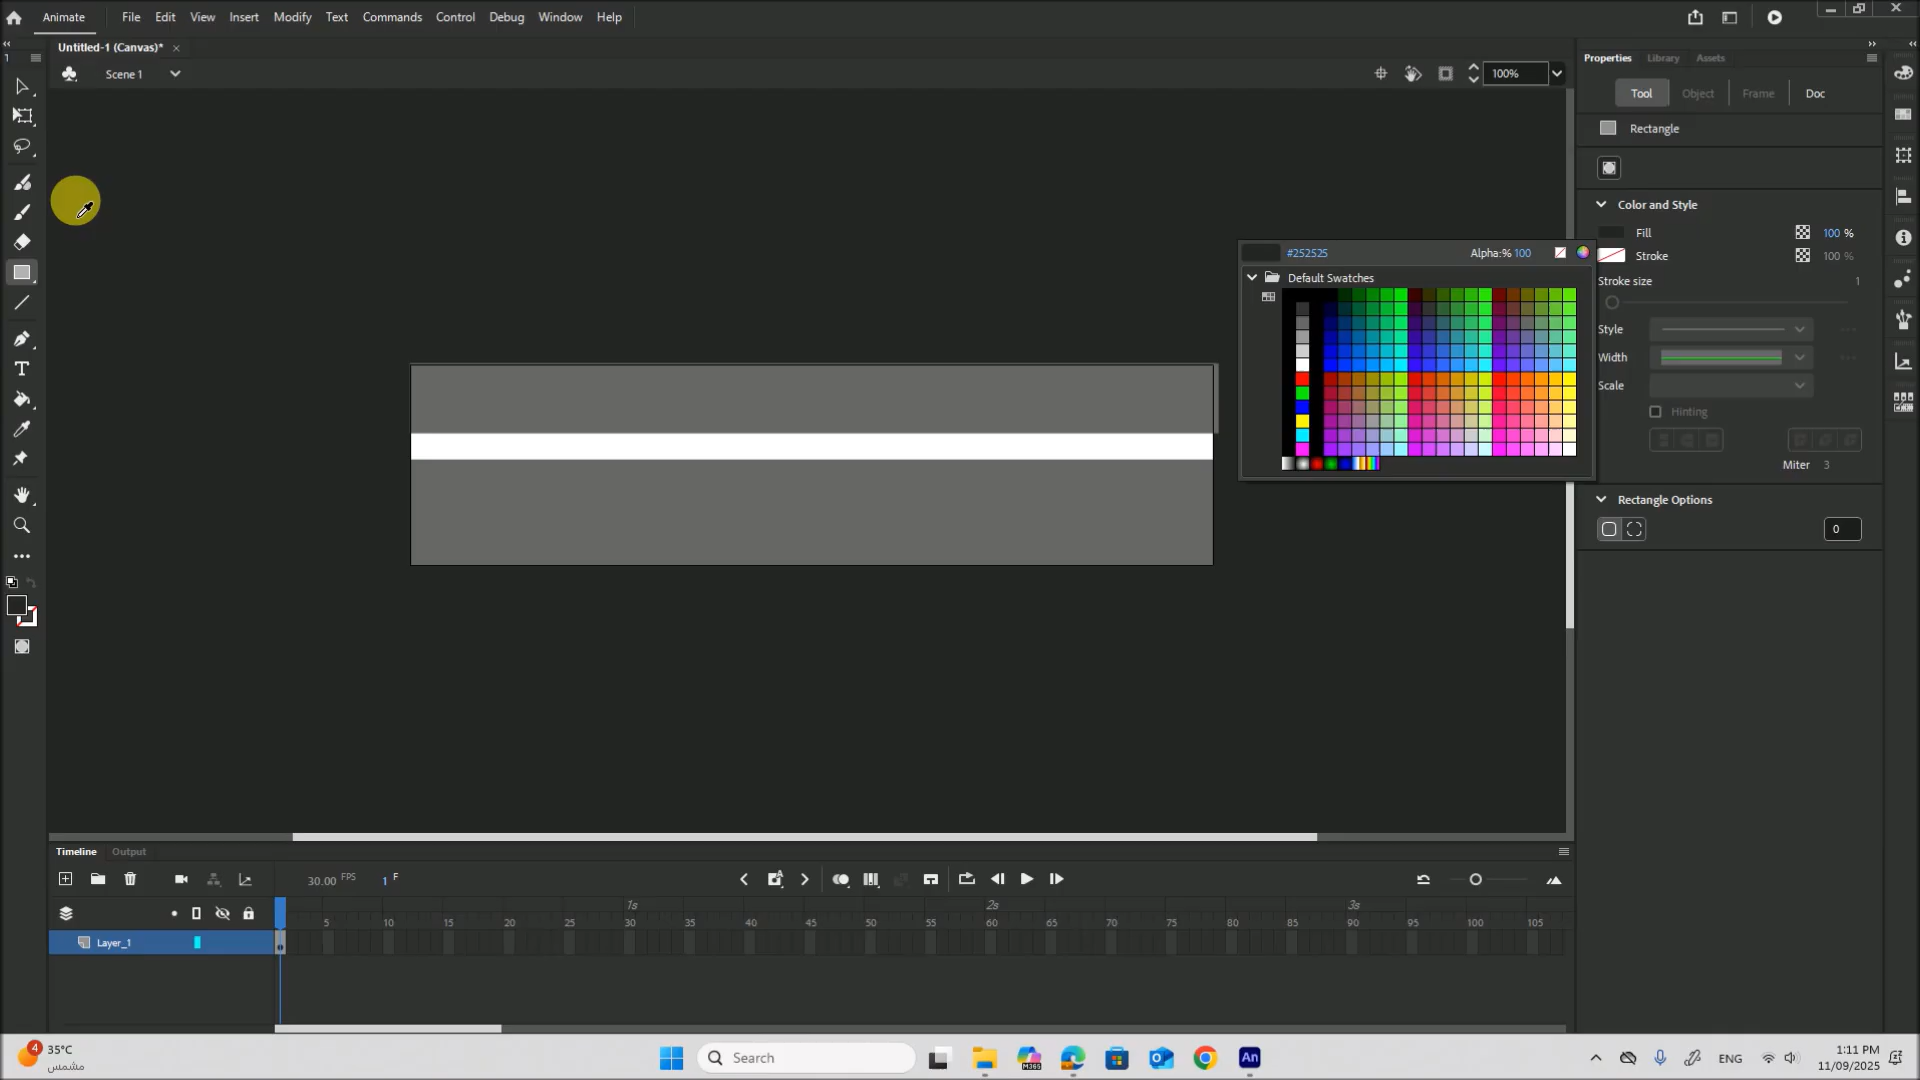 Animate File Edit View Insert Modify Text Commands Control Debug Window Help
Untitled-1 (Canvas)* ×
1
Scene 1 100%
Properties Library Assets
Tool Object Frame Doc
Rectangle
Color and Style
Fill 100 %
Stroke 100 %
Stroke size 1
Style
Width
Scale
Hinting
Miter 3
Rectangle Options
0
#252525 Alpha:% 100
Default Swatches
T
Timeline Output
30.00 FPS 1 F
1s 2s 3s
5 10 15 20 25 30 35 40 45 50 55 60 65 70 75 80 85 90 95 100 105
Layer_1
4 35°C
مشمس
Search
M365
An
ENG
1:11 PM
11/09/2025